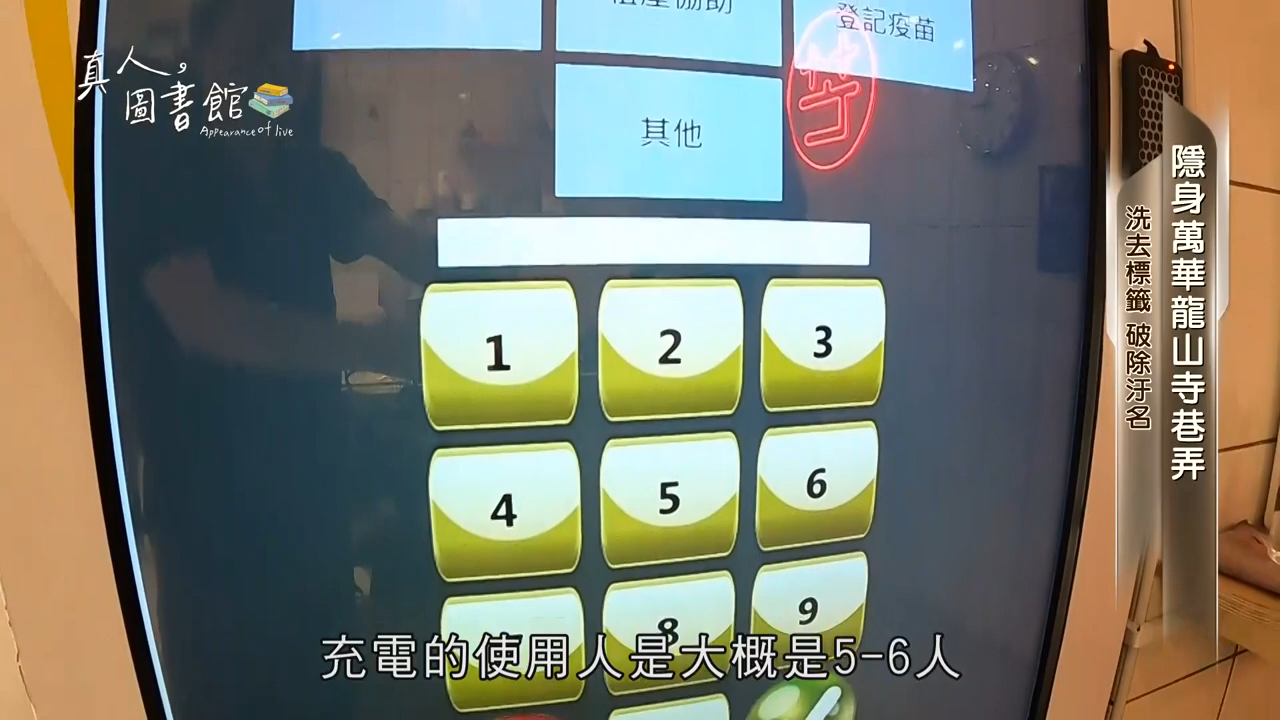 真人
圖書館
Appearance of live
登記疫苗
其他
1
2
3
4
5
6
8
9
隱身萬華龍山寺巷弄
洗去標籤 破除汙名
充電的使用人是大概是5-6人